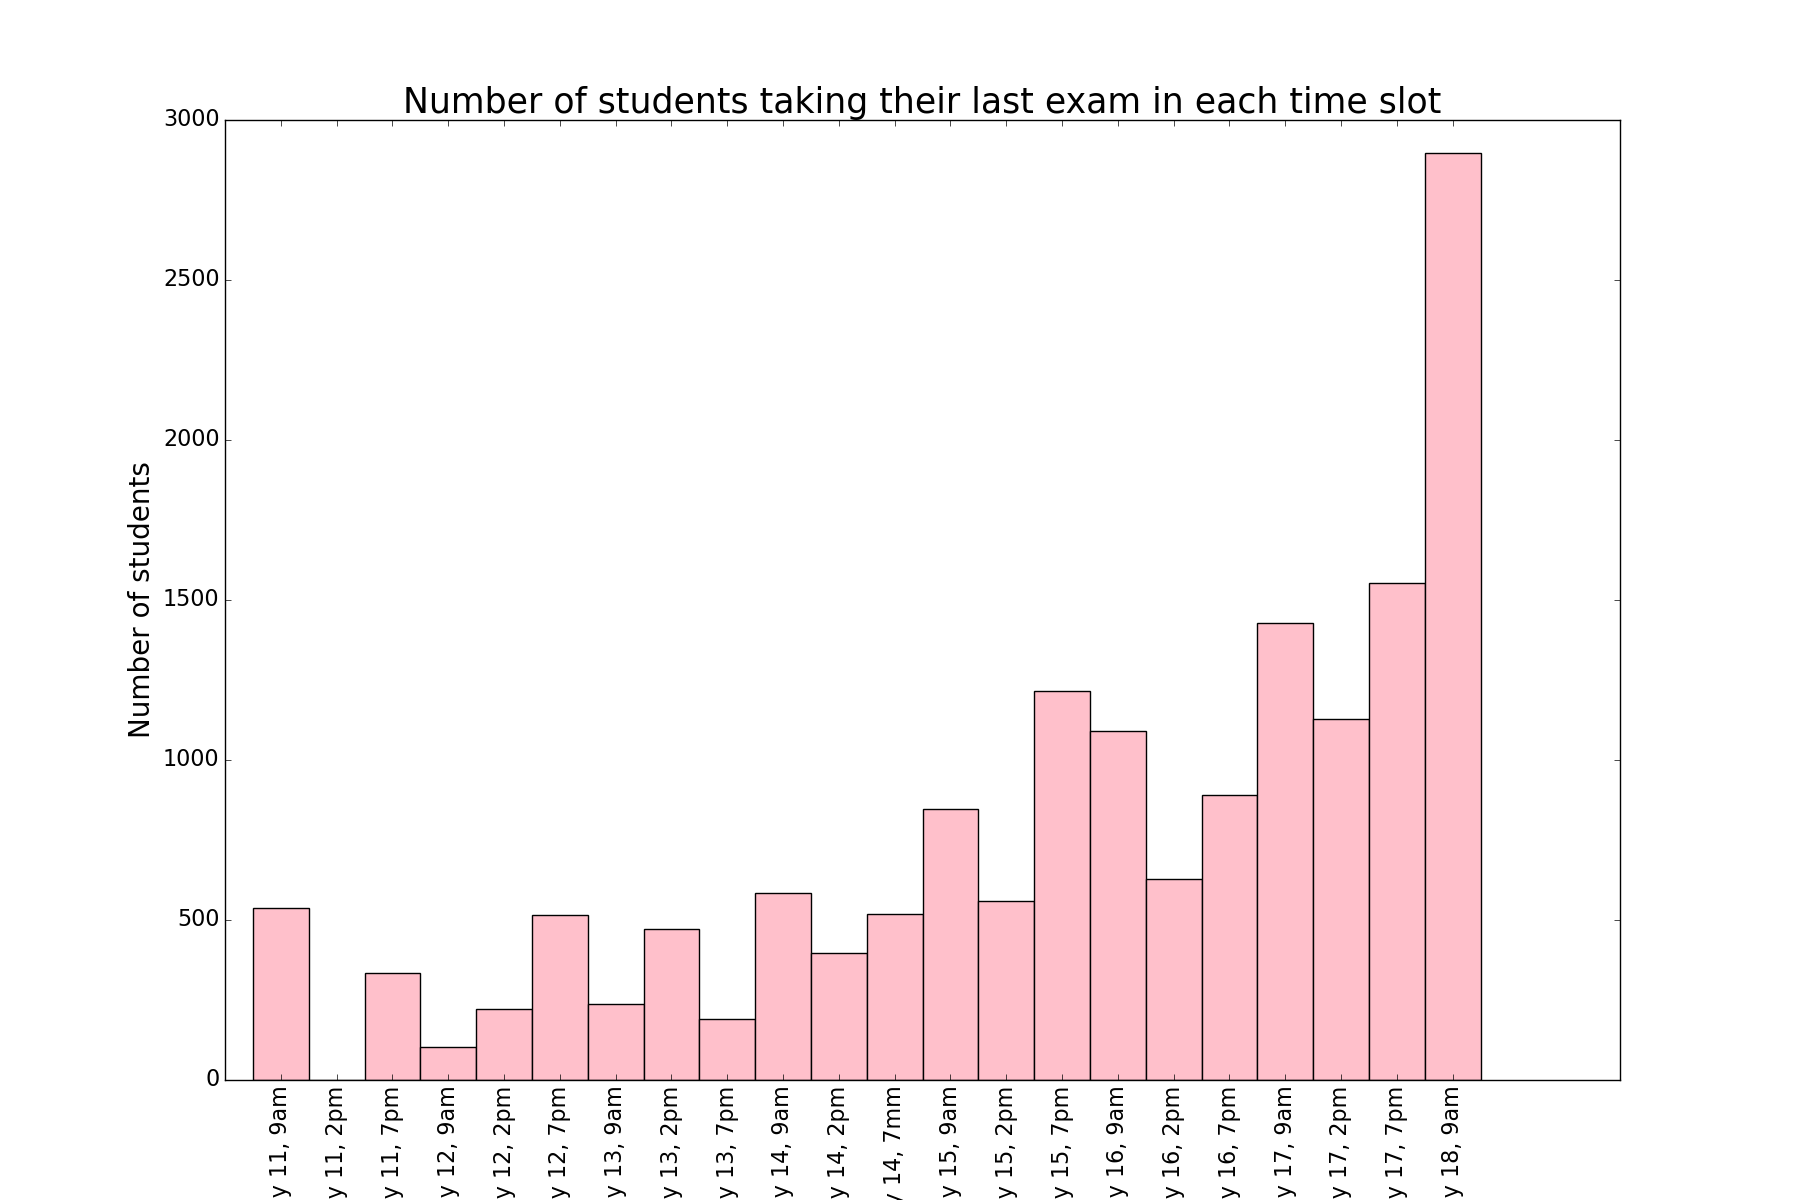 Number of students taking their last exam in each time slot
3000
2500
2000
1500
1000
500
0
Number of students
y 11, 9am
y 11, 2pm
y 11, 7pm
y 12, 9am
y 12, 2pm
y 12, 7pm
y 13, 9am
y 13, 2pm
y 13, 7pm
y 14, 9am
y 14, 2pm
y 14, 7mm
y 15, 9am
y 15, 2pm
y 15, 7pm
y 16, 9am
y 16, 2pm
y 16, 7pm
y 17, 9am
y 17, 2pm
y 17, 7pm
y 18, 9am